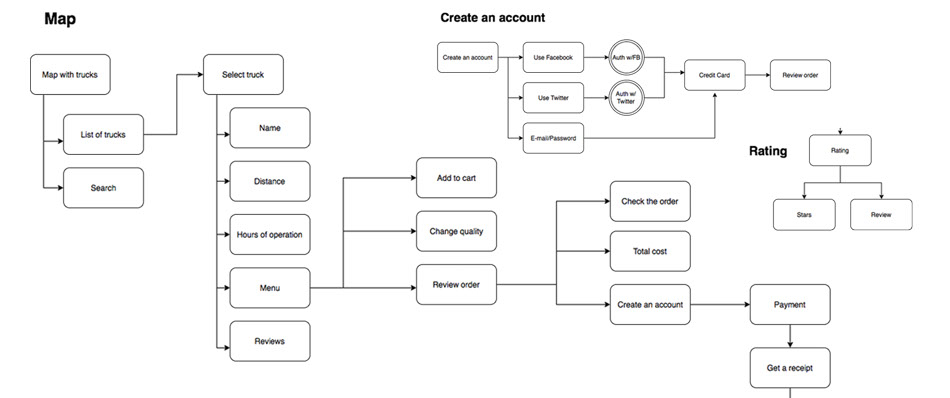 Map
Map with trucks
List of trucks
Search
Select truck
Name
Distance
Hours of operation
Menu
Reviews
Add to cart
Change quality
Review order
Check the order
Total cost
Create an account
Payment
Get a receipt
Create an account
Create an account
Use Facebook
Auth w/FB
Use Twitter
Auth w/
Twitter
E-mail/Password
Credit Card
Review order
Rating
Rating
Stars
Review